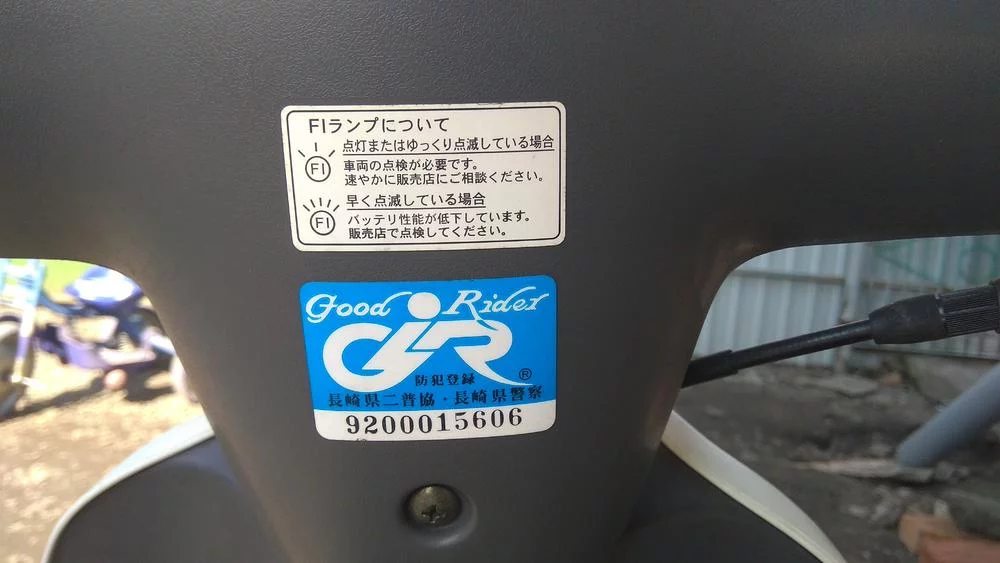 FIランプについて
点灯またはゆっくり点滅している場合
FI
車両の点検が必要です。
速やかに販売店にご相談ください。
早く点滅している場合
FI
バッテリ性能が低下しています。
販売店で点検してください。
Good Rider
GR
防犯登録 ®
長崎県二普協・長崎県警察
9200015606